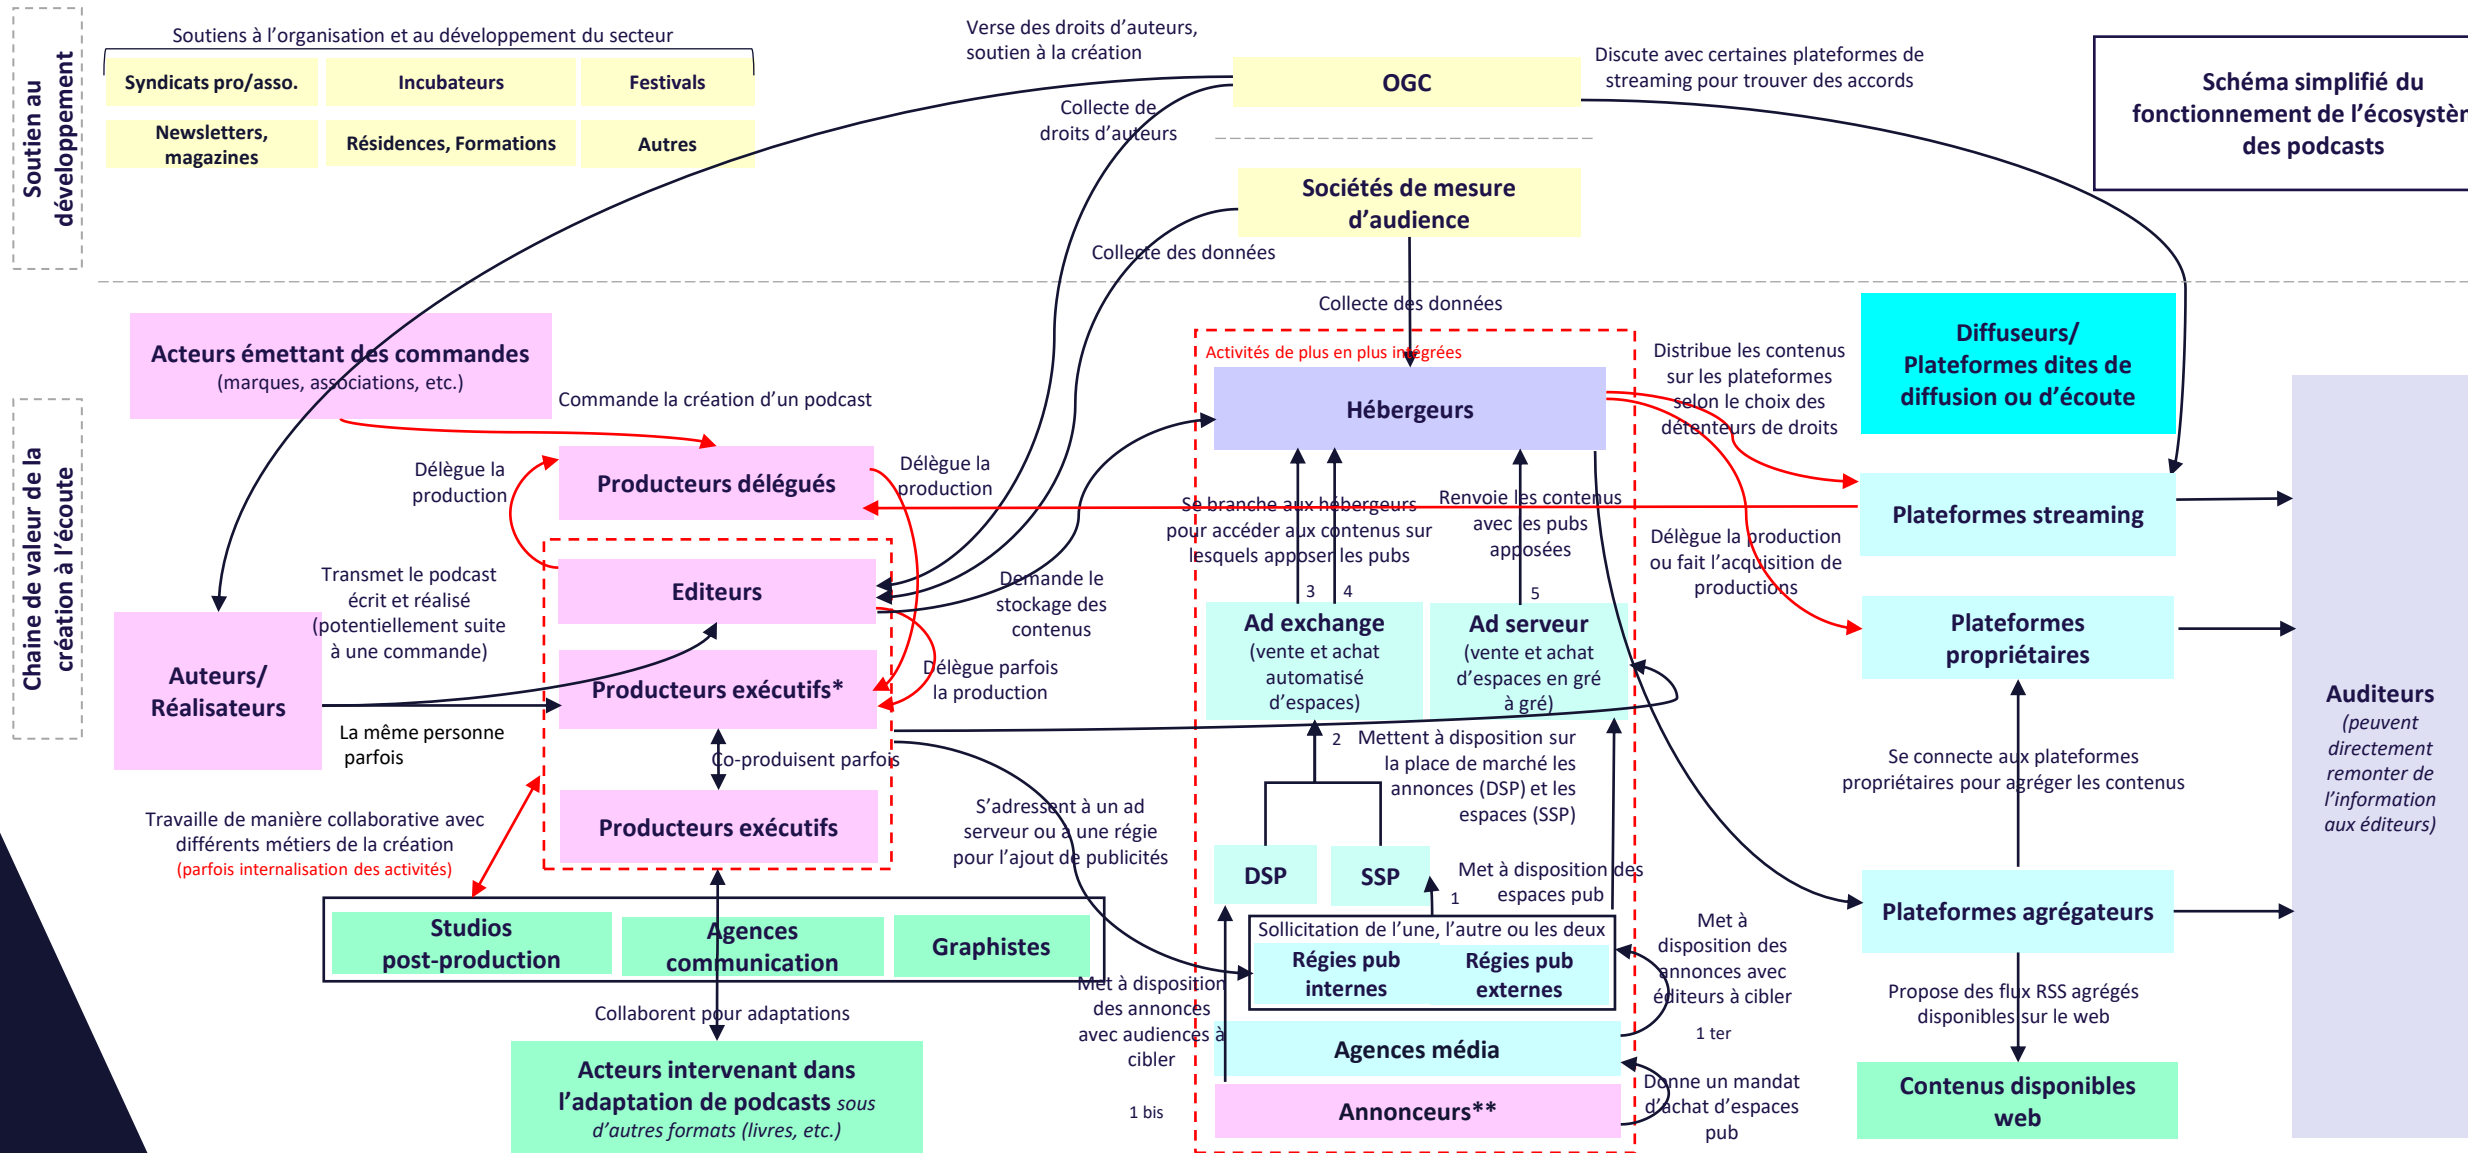 Soutien au
développement
Soutiens à l’organisation et au développement du secteur
Syndicats pro/asso.
Incubateurs
Festivals
Newsletters,
magazines
Résidences, Formations
Autres
Verse des droits d’auteurs,
soutien à la création
Collecte de
droits d’auteurs
OGC
Discute avec certaines plateformes de
streaming pour trouver des accords
Schéma simplifié du
fonctionnement de l’écosystèm
des podcasts
Sociétés de mesure
d’audience
Collecte des données
Collecte des données
Chaine de valeur de la
création à l’écoute
Acteurs émettant des commandes
(marques, associations, etc.)
Commande la création d’un podcast
Délègue la
production
Producteurs délégués
Délègue la
production
Transmet le podcast
écrit et réalisé
(potentiellement suite
à une commande)
Editeurs
Demande le
stockage des
contenus
Auteurs/
Réalisateurs
Producteurs exécutifs*
Délègue parfois
la production
La même personne
parfois
Co-produisent parfois
Producteurs exécutifs
Travaille de manière collaborative avec
différents métiers de la création
(parfois internalisation des activités)
S’adressent à un ad
serveur ou à une régie
pour l’ajout de publicités
Studios
post-production
Agences
communication
Graphistes
Collaborent pour adaptations
Acteurs intervenant dans
l’adaptation de podcasts sous
d’autres formats (livres, etc.)
Activités de plus en plus intégrées
Hébergeurs
Se branche aux hébergeurs
pour accéder aux contenus sur
lesquels apposer les pubs
Renvoie les contenus
avec les pubs
apposées
3
4
5
Ad exchange
(vente et achat
automatisé
d’espaces)
Ad serveur
(vente et achat
d’espaces en gré
à gré)
2
Mettent à disposition sur
la place de marché les
annonces (DSP) et les
espaces (SSP)
DSP
SSP
1
Met à disposition des
espaces pub
Sollicitation de l’une, l’autre ou les deux
Régies pub
internes
Régies pub
externes
Met à disposition
des annonces
avec audiences à
cibler
1 bis
Agences média
Annonceurs**
Met à
disposition des
annonces avec
éditeurs à cibler
1 ter
Donne un mandat
d’achat d’espaces
pub
Distribue les contenus
sur les plateformes
selon le choix des
détenteurs de droits
Diffuseurs/
Plateformes dites de
diffusion ou d’écoute
Plateformes streaming
Délègue la production
ou fait l’acquisition de
productions
Plateformes
propriétaires
Se connecte aux plateformes
propriétaires pour agréger les contenus
Plateformes agrégateurs
Propose des flux RSS agrégés
disponibles sur le web
Contenus disponibles
web
Auditeurs
(peuvent
directement
remonter de
l’information
aux éditeurs)